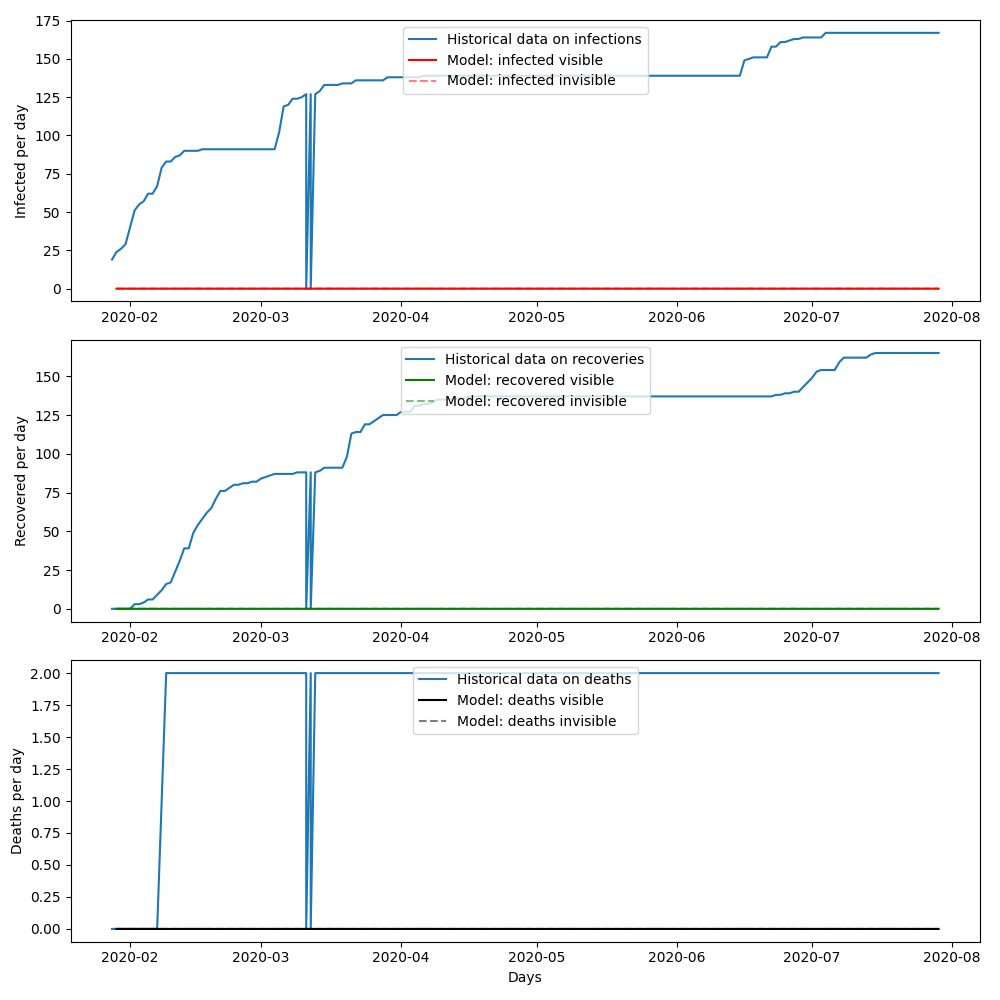 175
150
125
100
75
50
25
0
Infected per day
Historical data on infections
Model: infected visible
Model: infected invisible
2020-02 2020-03 2020-04 2020-05 2020-06 2020-07 2020-08
150
125
100
75
50
25
0
Recovered per day
Historical data on recoveries
Model: recovered visible
Model: recovered invisible
2020-02 2020-03 2020-04 2020-05 2020-06 2020-07 2020-08
2.00
1.75
1.50
1.25
1.00
0.75
0.50
0.25
0.00
Deaths per day
Historical data on deaths
Model: deaths visible
Model: deaths invisible
2020-02 2020-03 2020-04 2020-05 2020-06 2020-07 2020-08
Days